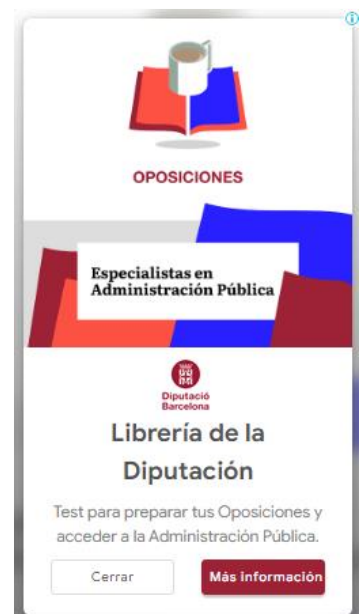 OPOSICIONES
Especialistas en
Administración Pública
Diputació
Barcelona
Librería de la
Diputación
Test para preparar tus Oposiciones y
acceder a la Administración Pública.
Cerrar
Más información